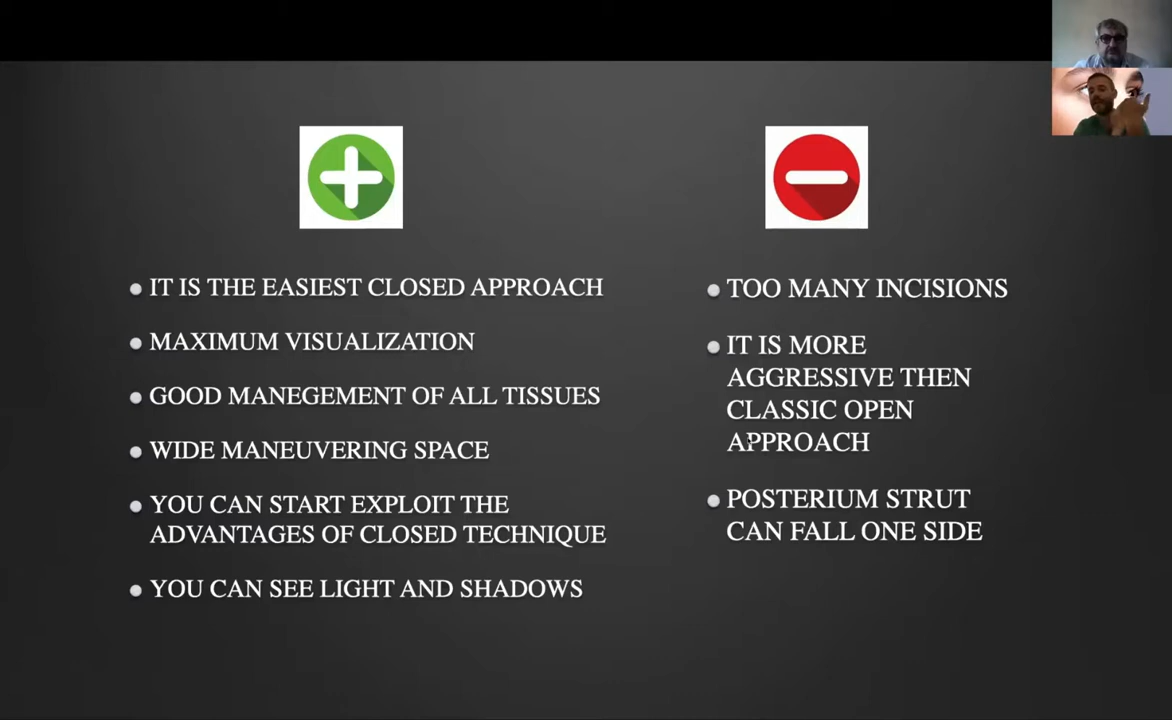 IT IS THE EASIEST CLOSED APPROACH
MAXIMUM VISUALIZATION
GOOD MANEGEMENT OF ALL TISSUES
WIDE MANEUVERING SPACE
YOU CAN START EXPLOIT THE
ADVANTAGES OF CLOSED TECHNIQUE
YOU CAN SEE LIGHT AND SHADOWS
TOO MANY INCISIONS
IT IS MORE
AGGRESSIVE THEN
CLASSIC OPEN
APPROACH
POSTERIUM STRUT
CAN FALL ONE SIDE